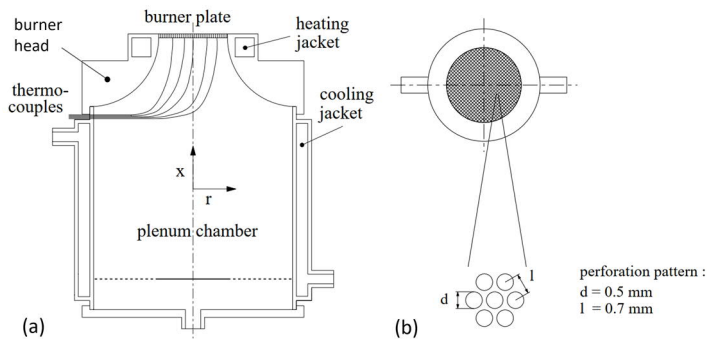 burner plate
burner
head
heating
jacket
thermo-
couples
cooling
jacket
x
r
plenum chamber
(a)
l
d
perforation pattern :
d = 0.5 mm
l = 0.7 mm
(b)